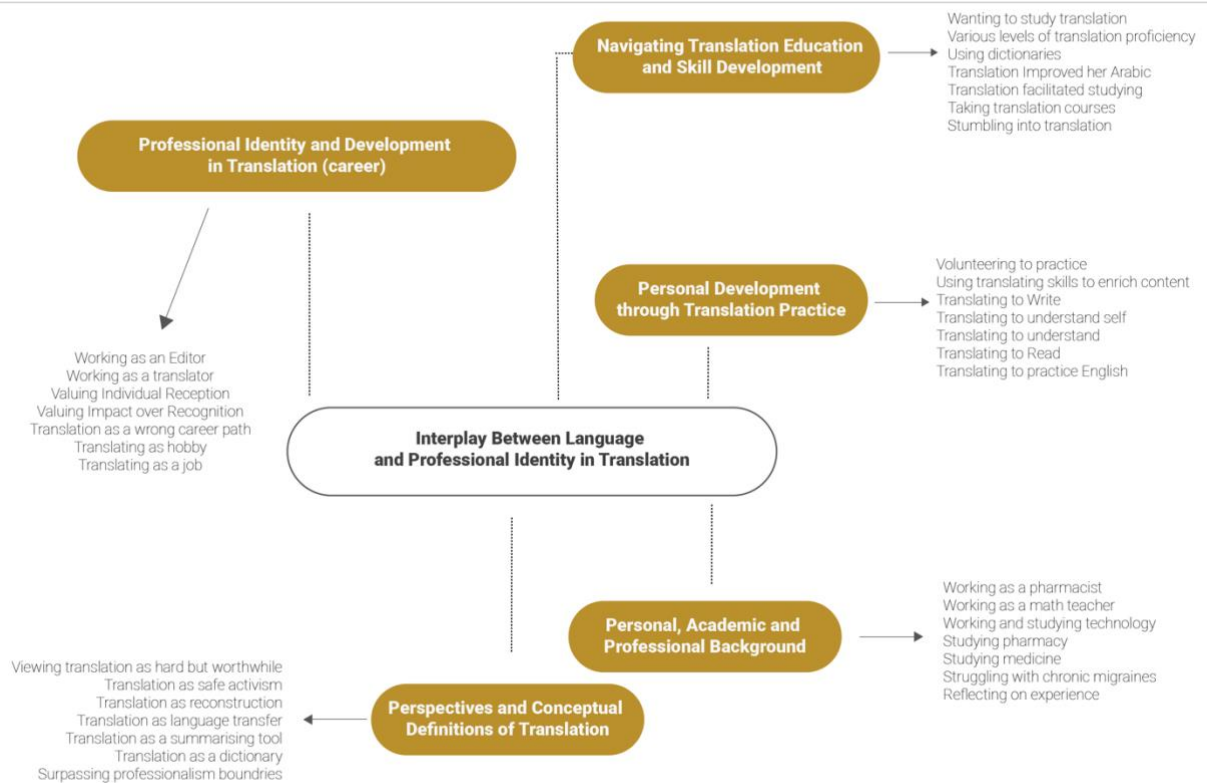 Navigating Translation Education
and Skill Development
Wanting to study translation
Various levels of translation proficiency
Using dictionaries
Translation Improved her Arabic
Translation facilitated studying
Taking translation courses
Stumbling into translation
Professional Identity and Development
in Translation (career)
Working as an Editor
Working as a translator
Valuing Individual Reception
Valuing Impact over Recognition
Translation as a wrong career path
Translating as hobby
Translating as a job
Personal Development
through Translation Practice
Volunteering to practice
Using translating skills to enrich content
Translating to Write
Translating to understand self
Translating to understand
Translating to Read
Translating to practice English
Interplay Between Language
and Professional Identity in Translation
Personal, Academic and
Professional Background
Working as a pharmacist
Working as a math teacher
Working and studying technology
Studying pharmacy
Studying medicine
Struggling with chronic migraines
Reflecting on experience
Perspectives and Conceptual
Definitions of Translation
Viewing translation as hard but worthwhile
Translation as safe activism
Translation as reconstruction
Translation as language transfer
Translation as a summarising tool
Translation as a dictionary
Surpassing professionalism boundries